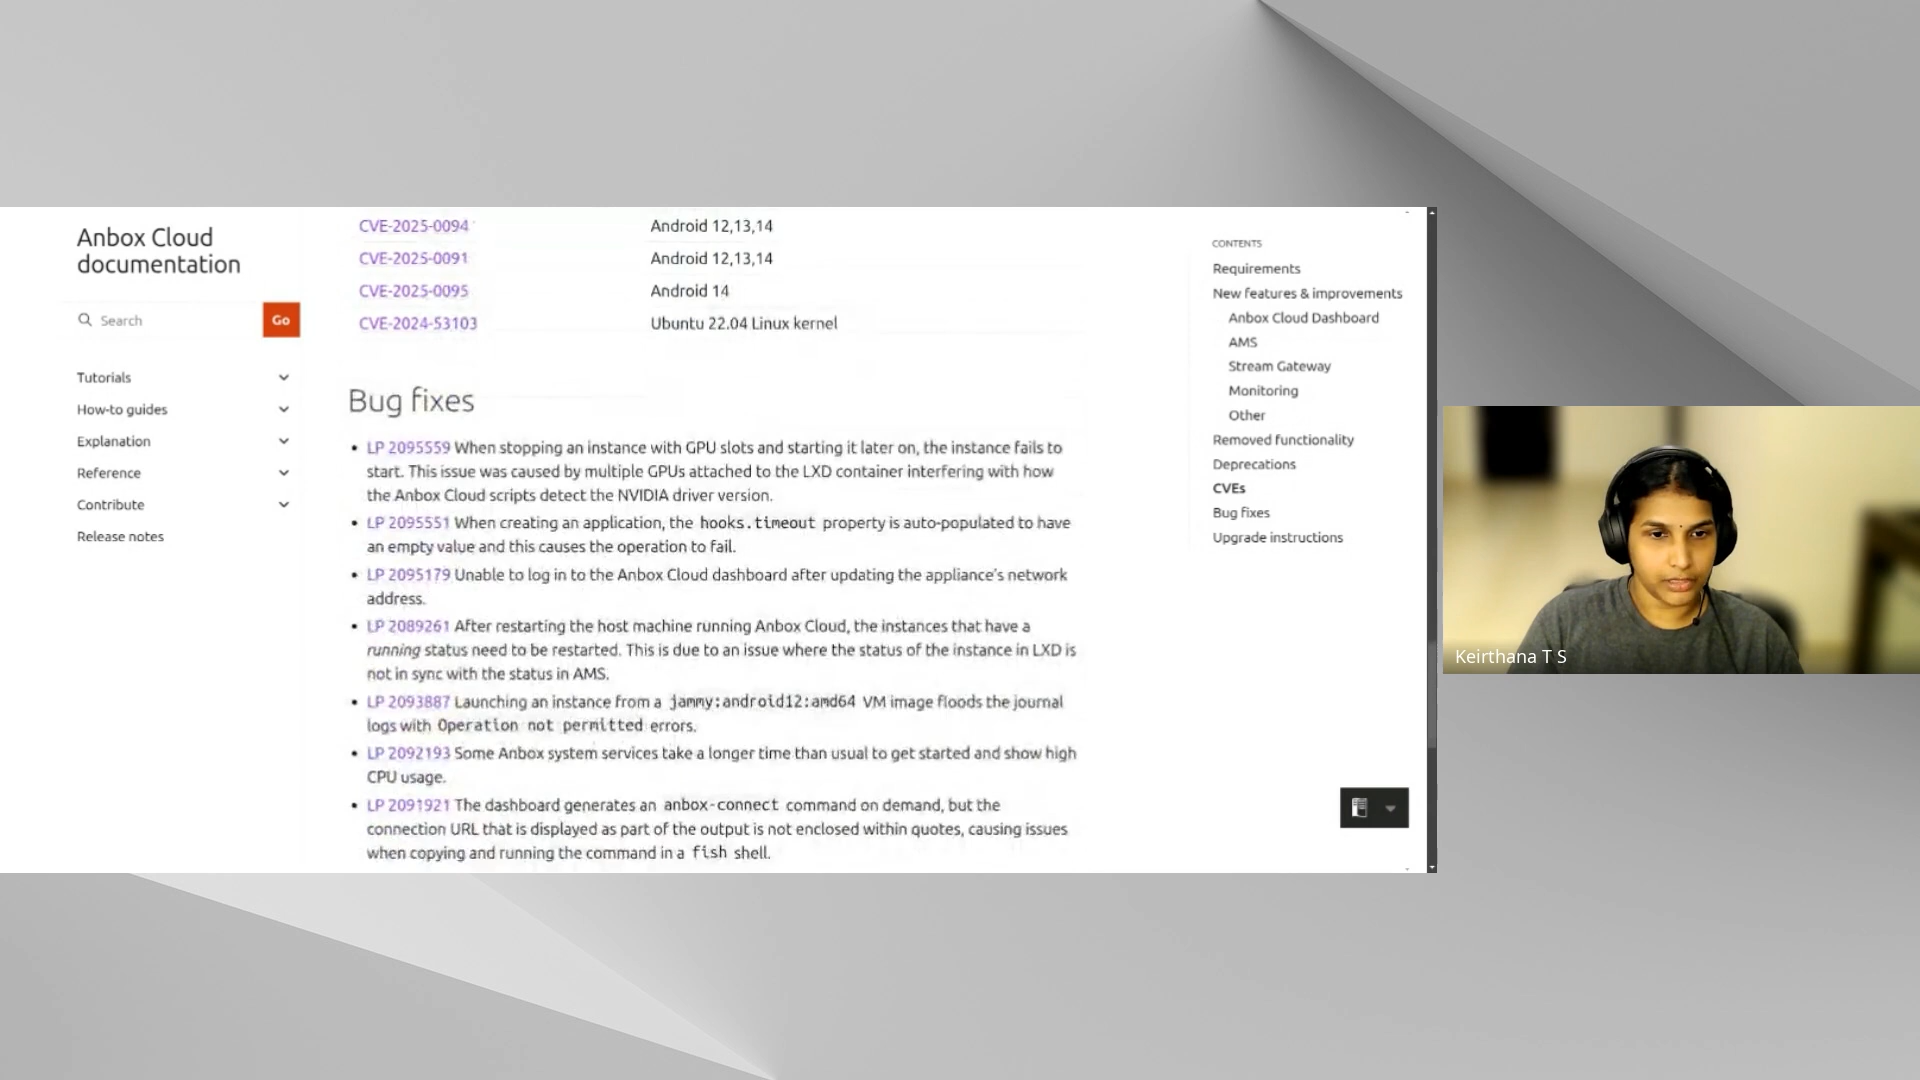 Anbox Cloud
documentation
Search
Go
Tutorials
How-to guides
Explanation
Reference
Contribute
Release notes
CVE-2025-0094 Android 12,13,14
CVE-2025-0091 Android 12,13,14
CVE-2025-0095 Android 14
CVE-2024-53103 Ubuntu 22.04 Linux kernel
Bug fixes
• LP 2095559 When stopping an instance with GPU slots and starting it later on, the instance fails to
start. This issue was caused by multiple GPUs attached to the LXD container interfering with how
the Anbox Cloud scripts detect the NVIDIA driver version.
• LP 2095551 When creating an application, the hooks.timeout property is auto-populated to have
an empty value and this causes the operation to fail.
• LP 2095179 Unable to log in to the Anbox Cloud dashboard after updating the appliance's network
address.
• LP 2089261 After restarting the host machine running Anbox Cloud, the instances that have a
running status need to be restarted. This is due to an issue where the status of the instance in LXD is
not in sync with the status in AMS.
• LP 2093887 Launching an instance from a jammy:android12:amd64 VM image floods the journal
logs with Operation not permitted errors.
• LP 2092193 Some Anbox system services take a longer time than usual to get started and show high
CPU usage.
• LP 2091921 The dashboard generates an anbox-connect command on demand, but the
connection URL that is displayed as part of the output is not enclosed within quotes, causing issues
when copying and running the command in a fish shell.
CONTENTS
Requirements
New features & improvements
Anbox Cloud Dashboard
AMS
Stream Gateway
Monitoring
Other
Removed functionality
Deprecations
CVEs
Bug fixes
Upgrade instructions
Keirthana T S